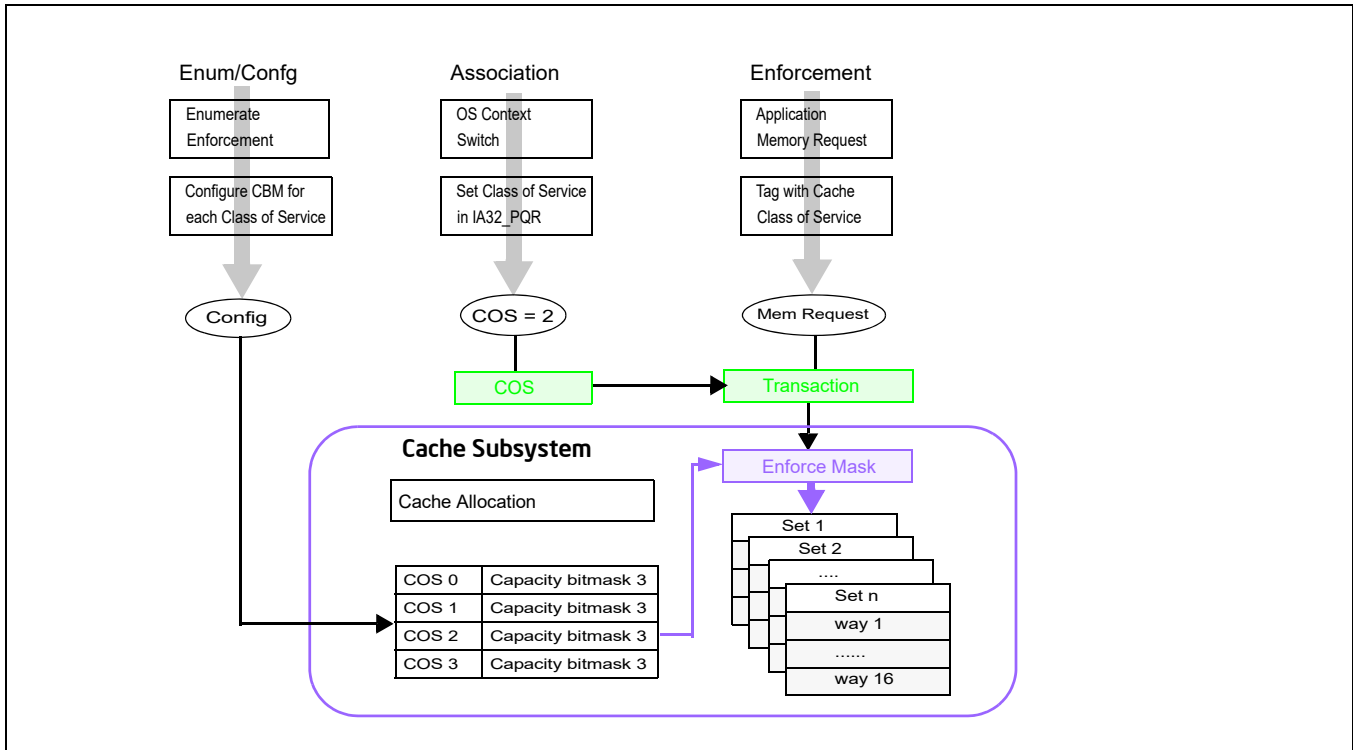 Enum/Confg
Association
Enforcement
Enumerate
Enforcement
OS Context
Switch
Application
Memory Request
Configure CBM for
each Class of Service
Set Class of Service
in IA32_PQR
Tag with Cache
Class of Service
Config
COS = 2
Mem Request
COS
Transaction
Cache Subsystem
Enforce Mask
Cache Allocation
Set 1
Set 2
....
Set n
way 1
......
way 16
COS 0 Capacity bitmask 3
COS 1 Capacity bitmask 3
COS 2 Capacity bitmask 3
COS 3 Capacity bitmask 3